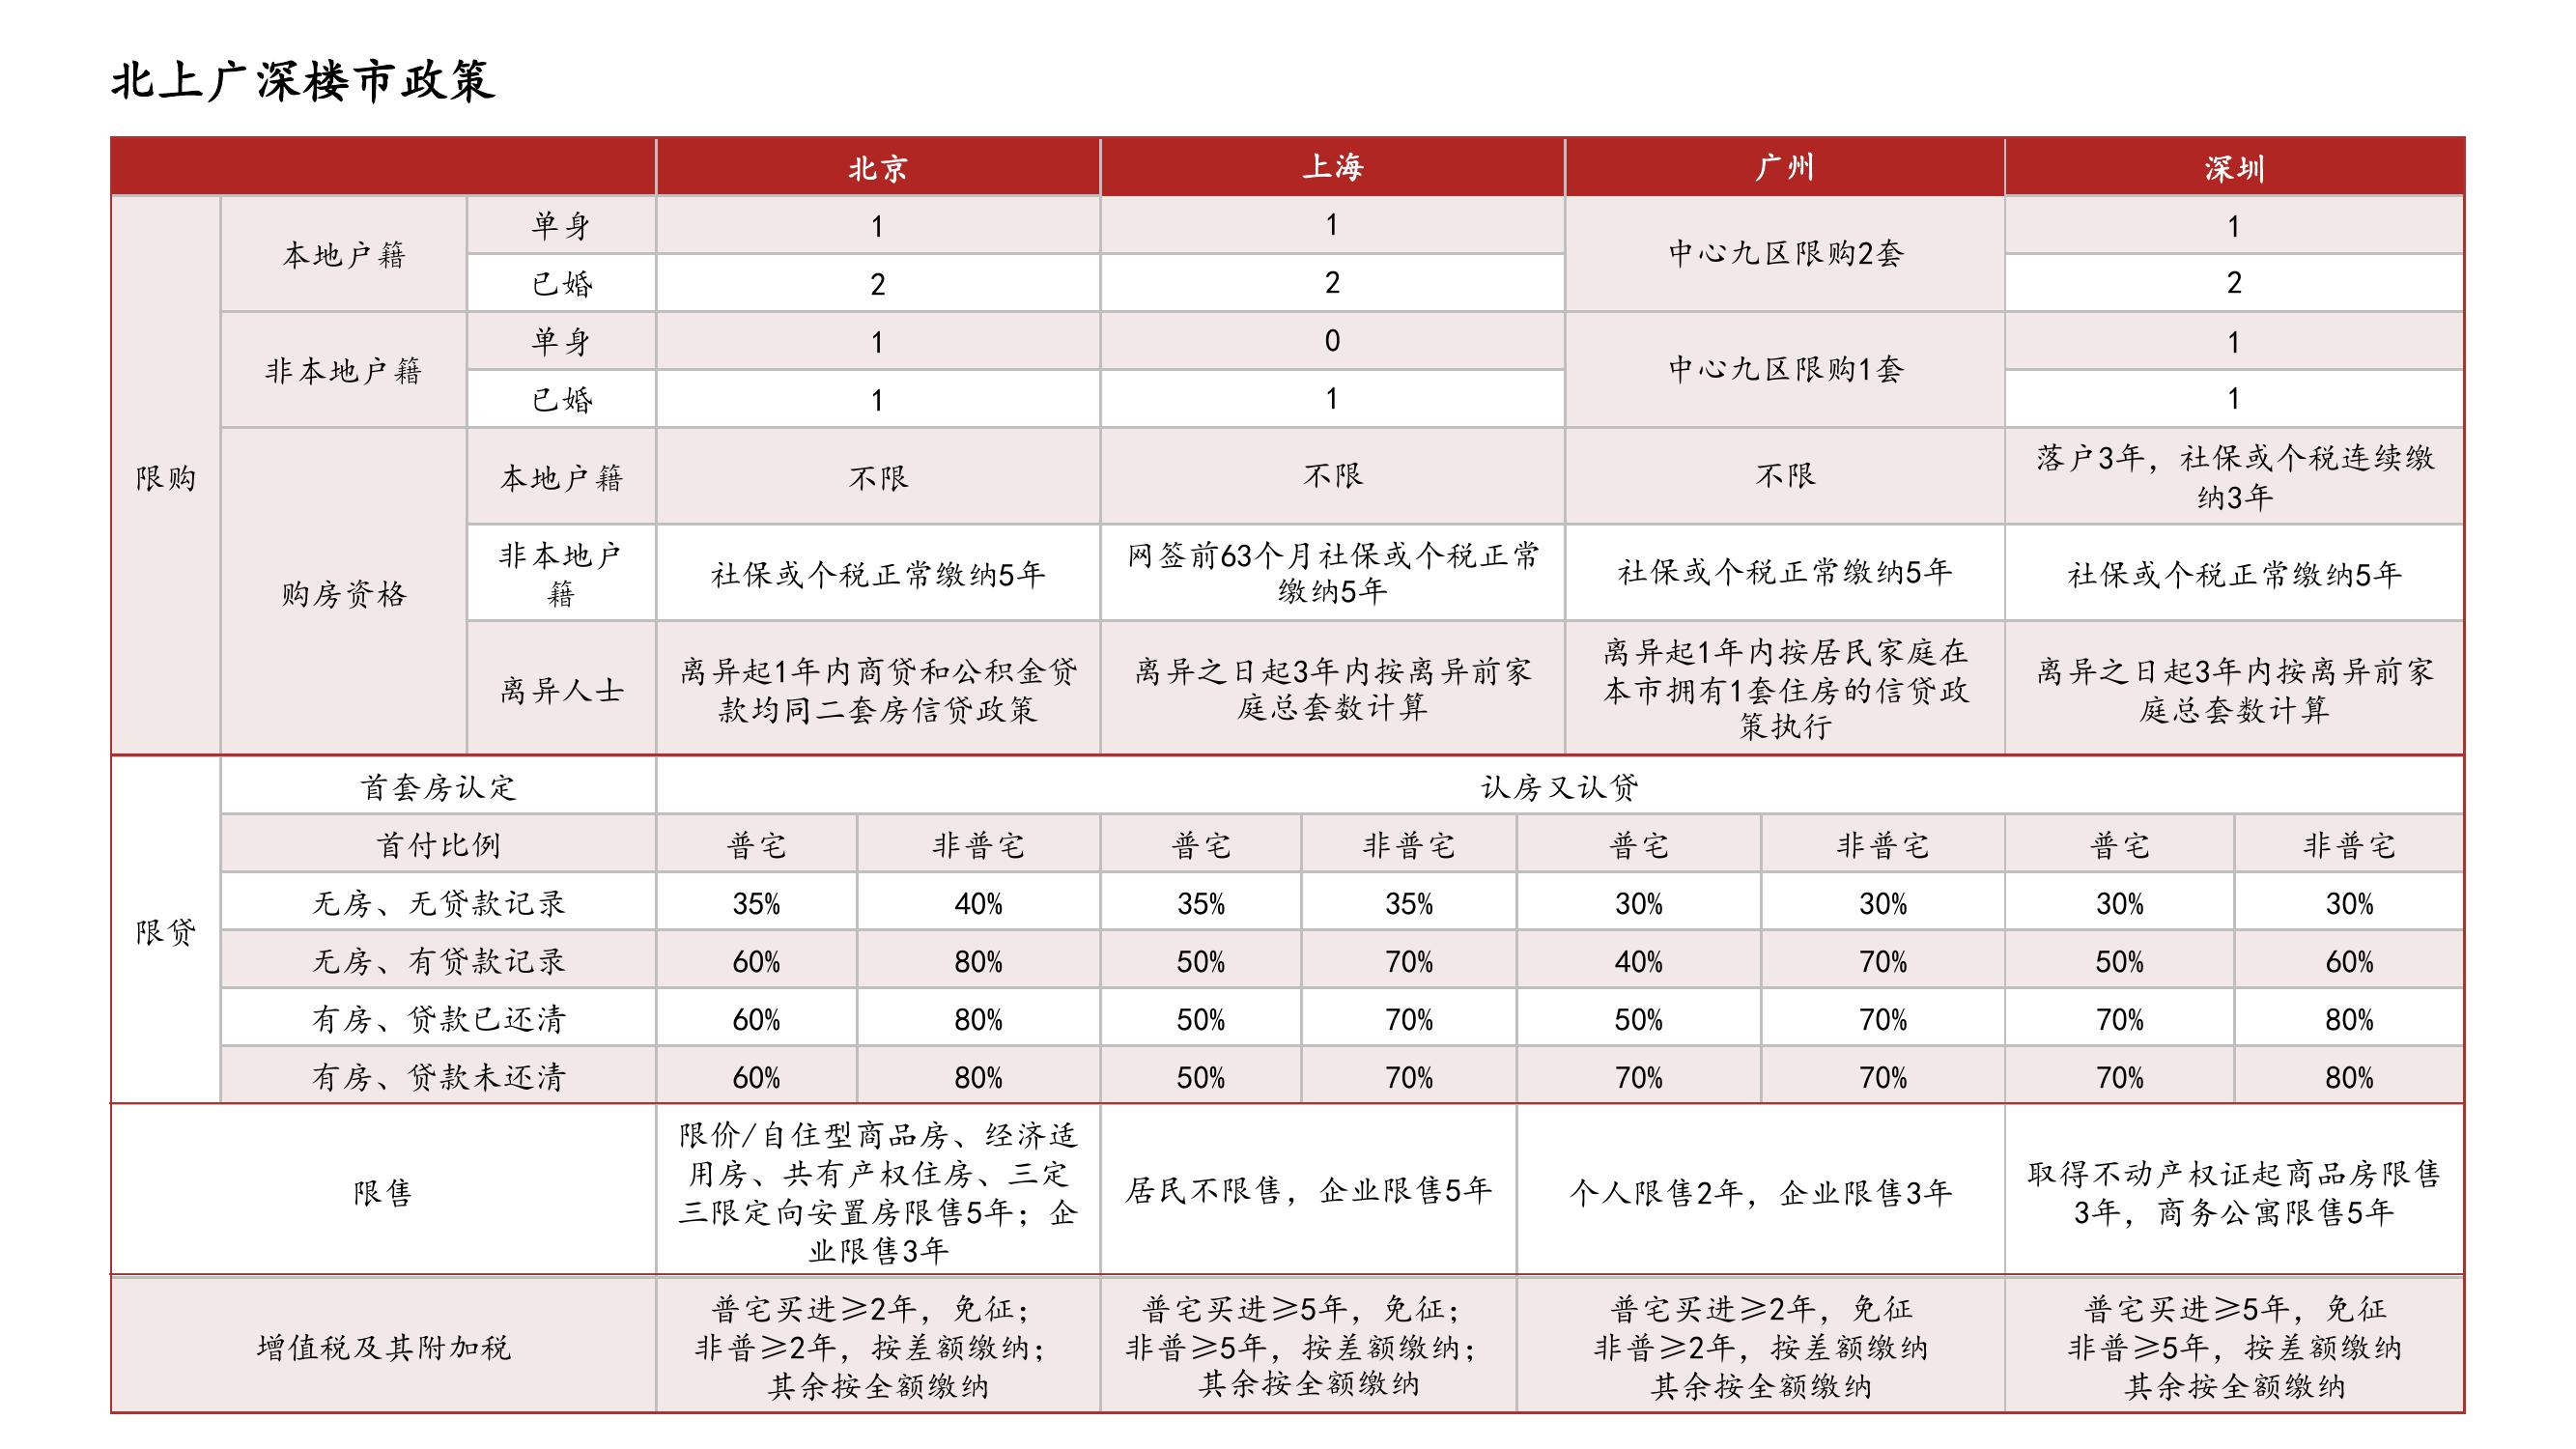 北上广深楼市政策
北京 上海 广州 深圳
限购
本地户籍 单身 1 1 中心九区限购2套 1
已婚 2 2 2
非本地户籍 单身 1 0 中心九区限购1套 1
已婚 1 1 1
购房资格
本地户籍 不限 不限 不限 落户3年，社保或个税连续缴
纳3年
非本地户
籍
社保或个税正常缴纳5年
网签前63个月社保或个税正常
缴纳5年
社保或个税正常缴纳5年
社保或个税正常缴纳5年
离异人士
离异起1年内商贷和公积金贷
款均同二套房信贷政策
离异之日起3年内按离异前家
庭总套数计算
离异起1年内按居民家庭在
本市拥有1套住房的信贷政
策执行
离异之日起3年内按离异前家
庭总套数计算
限贷
首套房认定 认房又认贷
首付比例 普宅 非普宅 普宅 非普宅 普宅 非普宅 普宅 非普宅
无房、无贷款记录 35% 40% 35% 35% 30% 30% 30% 30%
无房、有贷款记录 60% 80% 50% 70% 40% 70% 50% 60%
有房、贷款已还清 60% 80% 50% 70% 50% 70% 70% 80%
有房、贷款未还清 60% 80% 50% 70% 70% 70% 70% 80%
限售
限价/自住型商品房、经济适
用房、共有产权住房、三定
三限定向安置房限售5年；企
业限售3年
居民不限售，企业限售5年
个人限售2年，企业限售3年
取得不动产权证起商品房限售
3年，商务公寓限售5年
增值税及其附加税
普宅买进≥2年，免征；
非普≥2年，按差额缴纳；
其余按全额缴纳
普宅买进≥5年，免征；
非普≥5年，按差额缴纳；
其余按全额缴纳
普宅买进≥2年，免征
非普≥2年，按差额缴纳
其余按全额缴纳
普宅买进≥5年，免征
非普≥5年，按差额缴纳
其余按全额缴纳